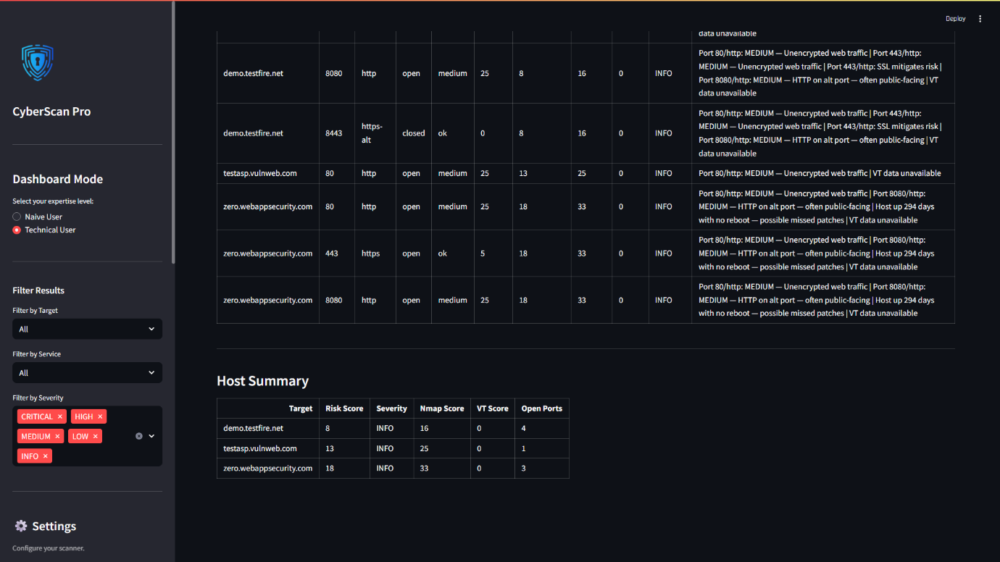 Deploy
CyberScan Pro
Dashboard Mode
Select your expertise level:
Naive User
Technical User
Filter Results
Filter by Target
All
Filter by Service
All
Filter by Severity
CRITICAL × HIGH ×
MEDIUM × LOW ×
INFO ×
Settings
Configure your scanner.
data unavailable
demo.testfire.net 8080 http open medium 25 8 16 0 INFO Port 80/http: MEDIUM — Unencrypted web traffic | Port 443/http:
MEDIUM — Unencrypted web traffic | Port 443/http: SSL mitigates risk |
Port 8080/http: MEDIUM — HTTP on alt port — often public-facing | VT
data unavailable
demo.testfire.net 8443 https-
alt closed ok 0 8 16 0 INFO Port 80/http: MEDIUM — Unencrypted web traffic | Port 443/http:
MEDIUM — Unencrypted web traffic | Port 443/http: SSL mitigates risk |
Port 8080/http: MEDIUM — HTTP on alt port — often public-facing | VT
data unavailable
testasp.vulnweb.com 80 http open medium 25 13 25 0 INFO Port 80/http: MEDIUM — Unencrypted web traffic | VT data unavailable
zero.webappsecurity.com 80 http open medium 25 18 33 0 INFO Port 80/http: MEDIUM — Unencrypted web traffic | Port 8080/http:
MEDIUM — HTTP on alt port — often public-facing | Host up 294 days
with no reboot — possible missed patches | VT data unavailable
zero.webappsecurity.com 443 https open ok 5 18 33 0 INFO Port 80/http: MEDIUM — Unencrypted web traffic | Port 8080/http:
MEDIUM — HTTP on alt port — often public-facing | Host up 294 days
with no reboot — possible missed patches | VT data unavailable
zero.webappsecurity.com 8080 http open medium 25 18 33 0 INFO Port 80/http: MEDIUM — Unencrypted web traffic | Port 8080/http:
MEDIUM — HTTP on alt port — often public-facing | Host up 294 days
with no reboot — possible missed patches | VT data unavailable
Host Summary
Target Risk Score Severity Nmap Score VT Score Open Ports
demo.testfire.net 8 INFO 16 0 4
testasp.vulnweb.com 13 INFO 25 0 1
zero.webappsecurity.com 18 INFO 33 0 3